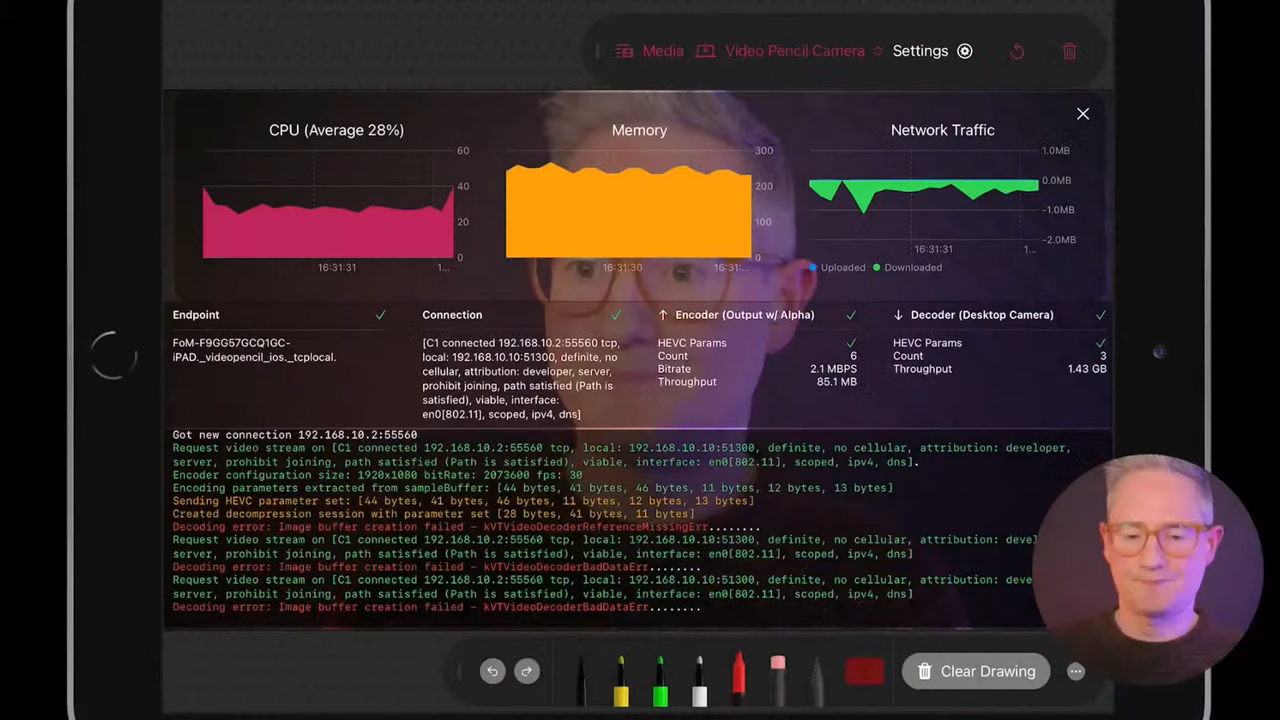 Media Video Pencil Camera Settings
CPU (Average 28%) Memory Network Traffic
60 300 1.0MB
40 200 0.0MB
20 100 -1.0MB
0 0 -2.0MB
16:31:31 1... 16:31:30 16:31:... 16:31:31 1...
Uploaded Downloaded
Endpoint
FoM-F9GG57GCQ1GC-
iPAD._videopencil_ios._tcplocal.
Connection
[C1 connected 192.168.10.2:55560 tcp,
local: 192.168.10.10:51300, definite, no
cellular, attribution: developer, server,
prohibit joining, path satisfied (Path is
satisfied), viable, interface:
en0[802.11], scoped, ipv4, dns]
Encoder (Output w/ Alpha)
HEVC Params
Count 6
Bitrate 2.1 MBPS
Throughput 85.1 MB
Decoder (Desktop Camera)
HEVC Params
Count 3
Throughput 1.43 GB
Got new connection 192.168.10.2:55560
Request video stream on [C1 connected 192.168.10.2:55560 tcp, local: 192.168.10.10:51300, definite, no cellular, attribution: developer,
server, prohibit joining, path satisfied (Path is satisfied), viable, interface: en0[802.11], scoped, ipv4, dns].
Encoder configuration size: 1920x1080 bitRate: 2073600 fps: 30
Encoding parameters extracted from sampleBuffer: [44 bytes, 41 bytes, 46 bytes, 11 bytes, 12 bytes, 13 bytes]
Sending HEVC parameter set: [44 bytes, 41 bytes, 46 bytes, 11 bytes, 12 bytes, 13 bytes]
Created decompression session with parameter set [28 bytes, 41 bytes, 11 bytes]
Decoding error: Image buffer creation failed - kVTVideoDecoderReferenceMissingErr........
Request video stream on [C1 connected 192.168.10.2:55560 tcp, local: 192.168.10.10:51300, definite, no cellular, attribution: deve
server, prohibit joining, path satisfied (Path is satisfied), viable, interface: en0[802.11], scoped, ipv4, dns]
Decoding error: Image buffer creation failed - kVTVideoDecoderBadDataErr........
Request video stream on [C1 connected 192.168.10.2:55560 tcp, local: 192.168.10.10:51300, definite, no cellular, attribution: deve
server, prohibit joining, path satisfied (Path is satisfied), viable, interface: en0[802.11], scoped, ipv4, dns]
Decoding error: Image buffer creation failed - kVTVideoDecoderBadDataErr........
Clear Drawing